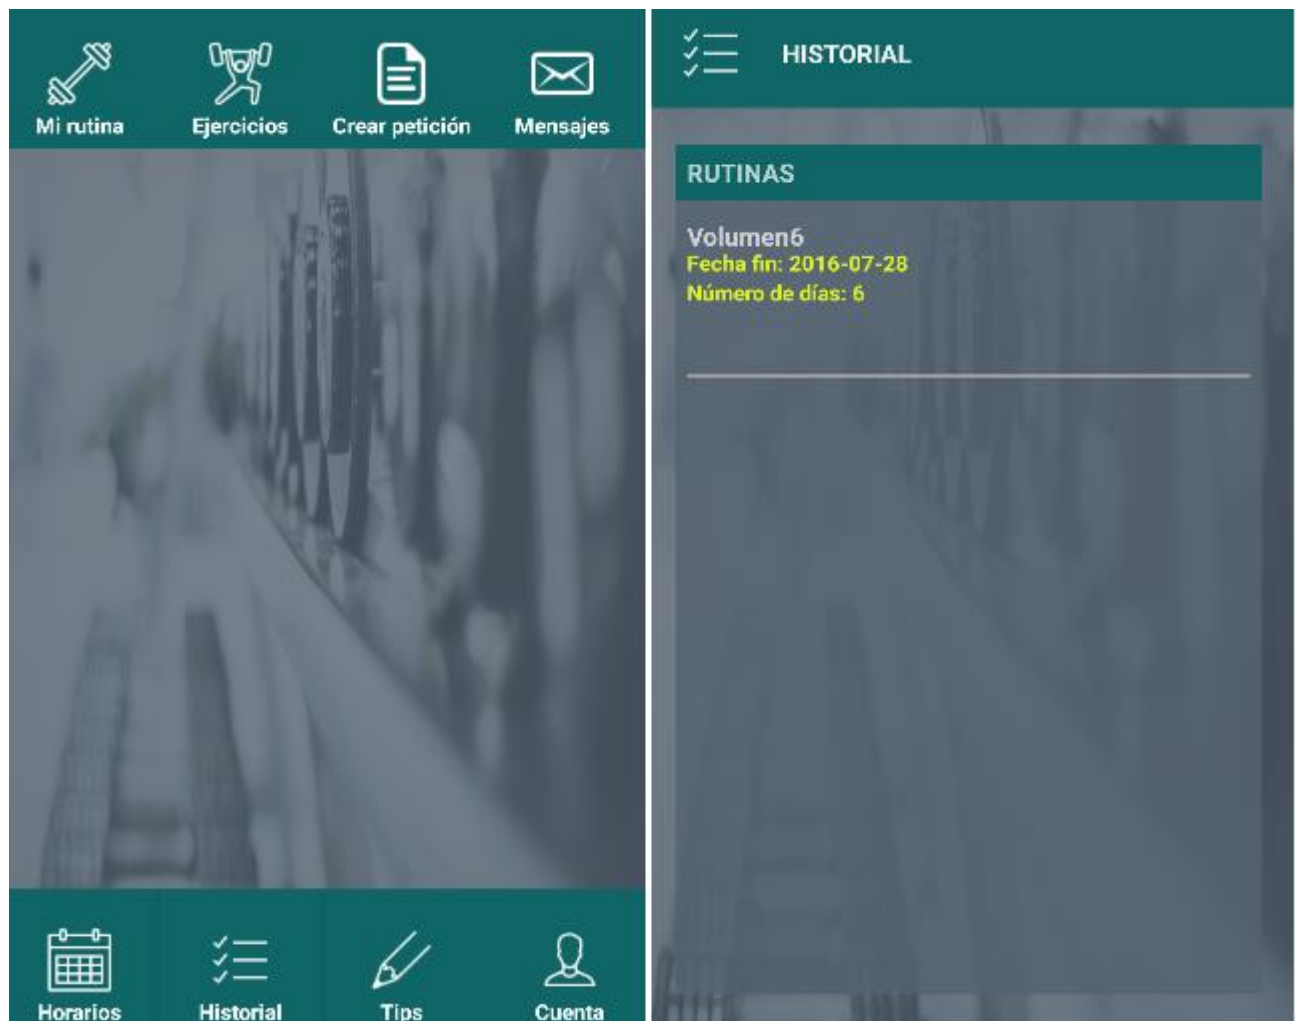 Mi rutina
Ejercicios
Crear petición
Mensajes
Horarios
Historial
Tips
Cuenta
HISTORIAL
RUTINAS
Volumen6
Fecha fin: 2016-07-28
Número de días: 6